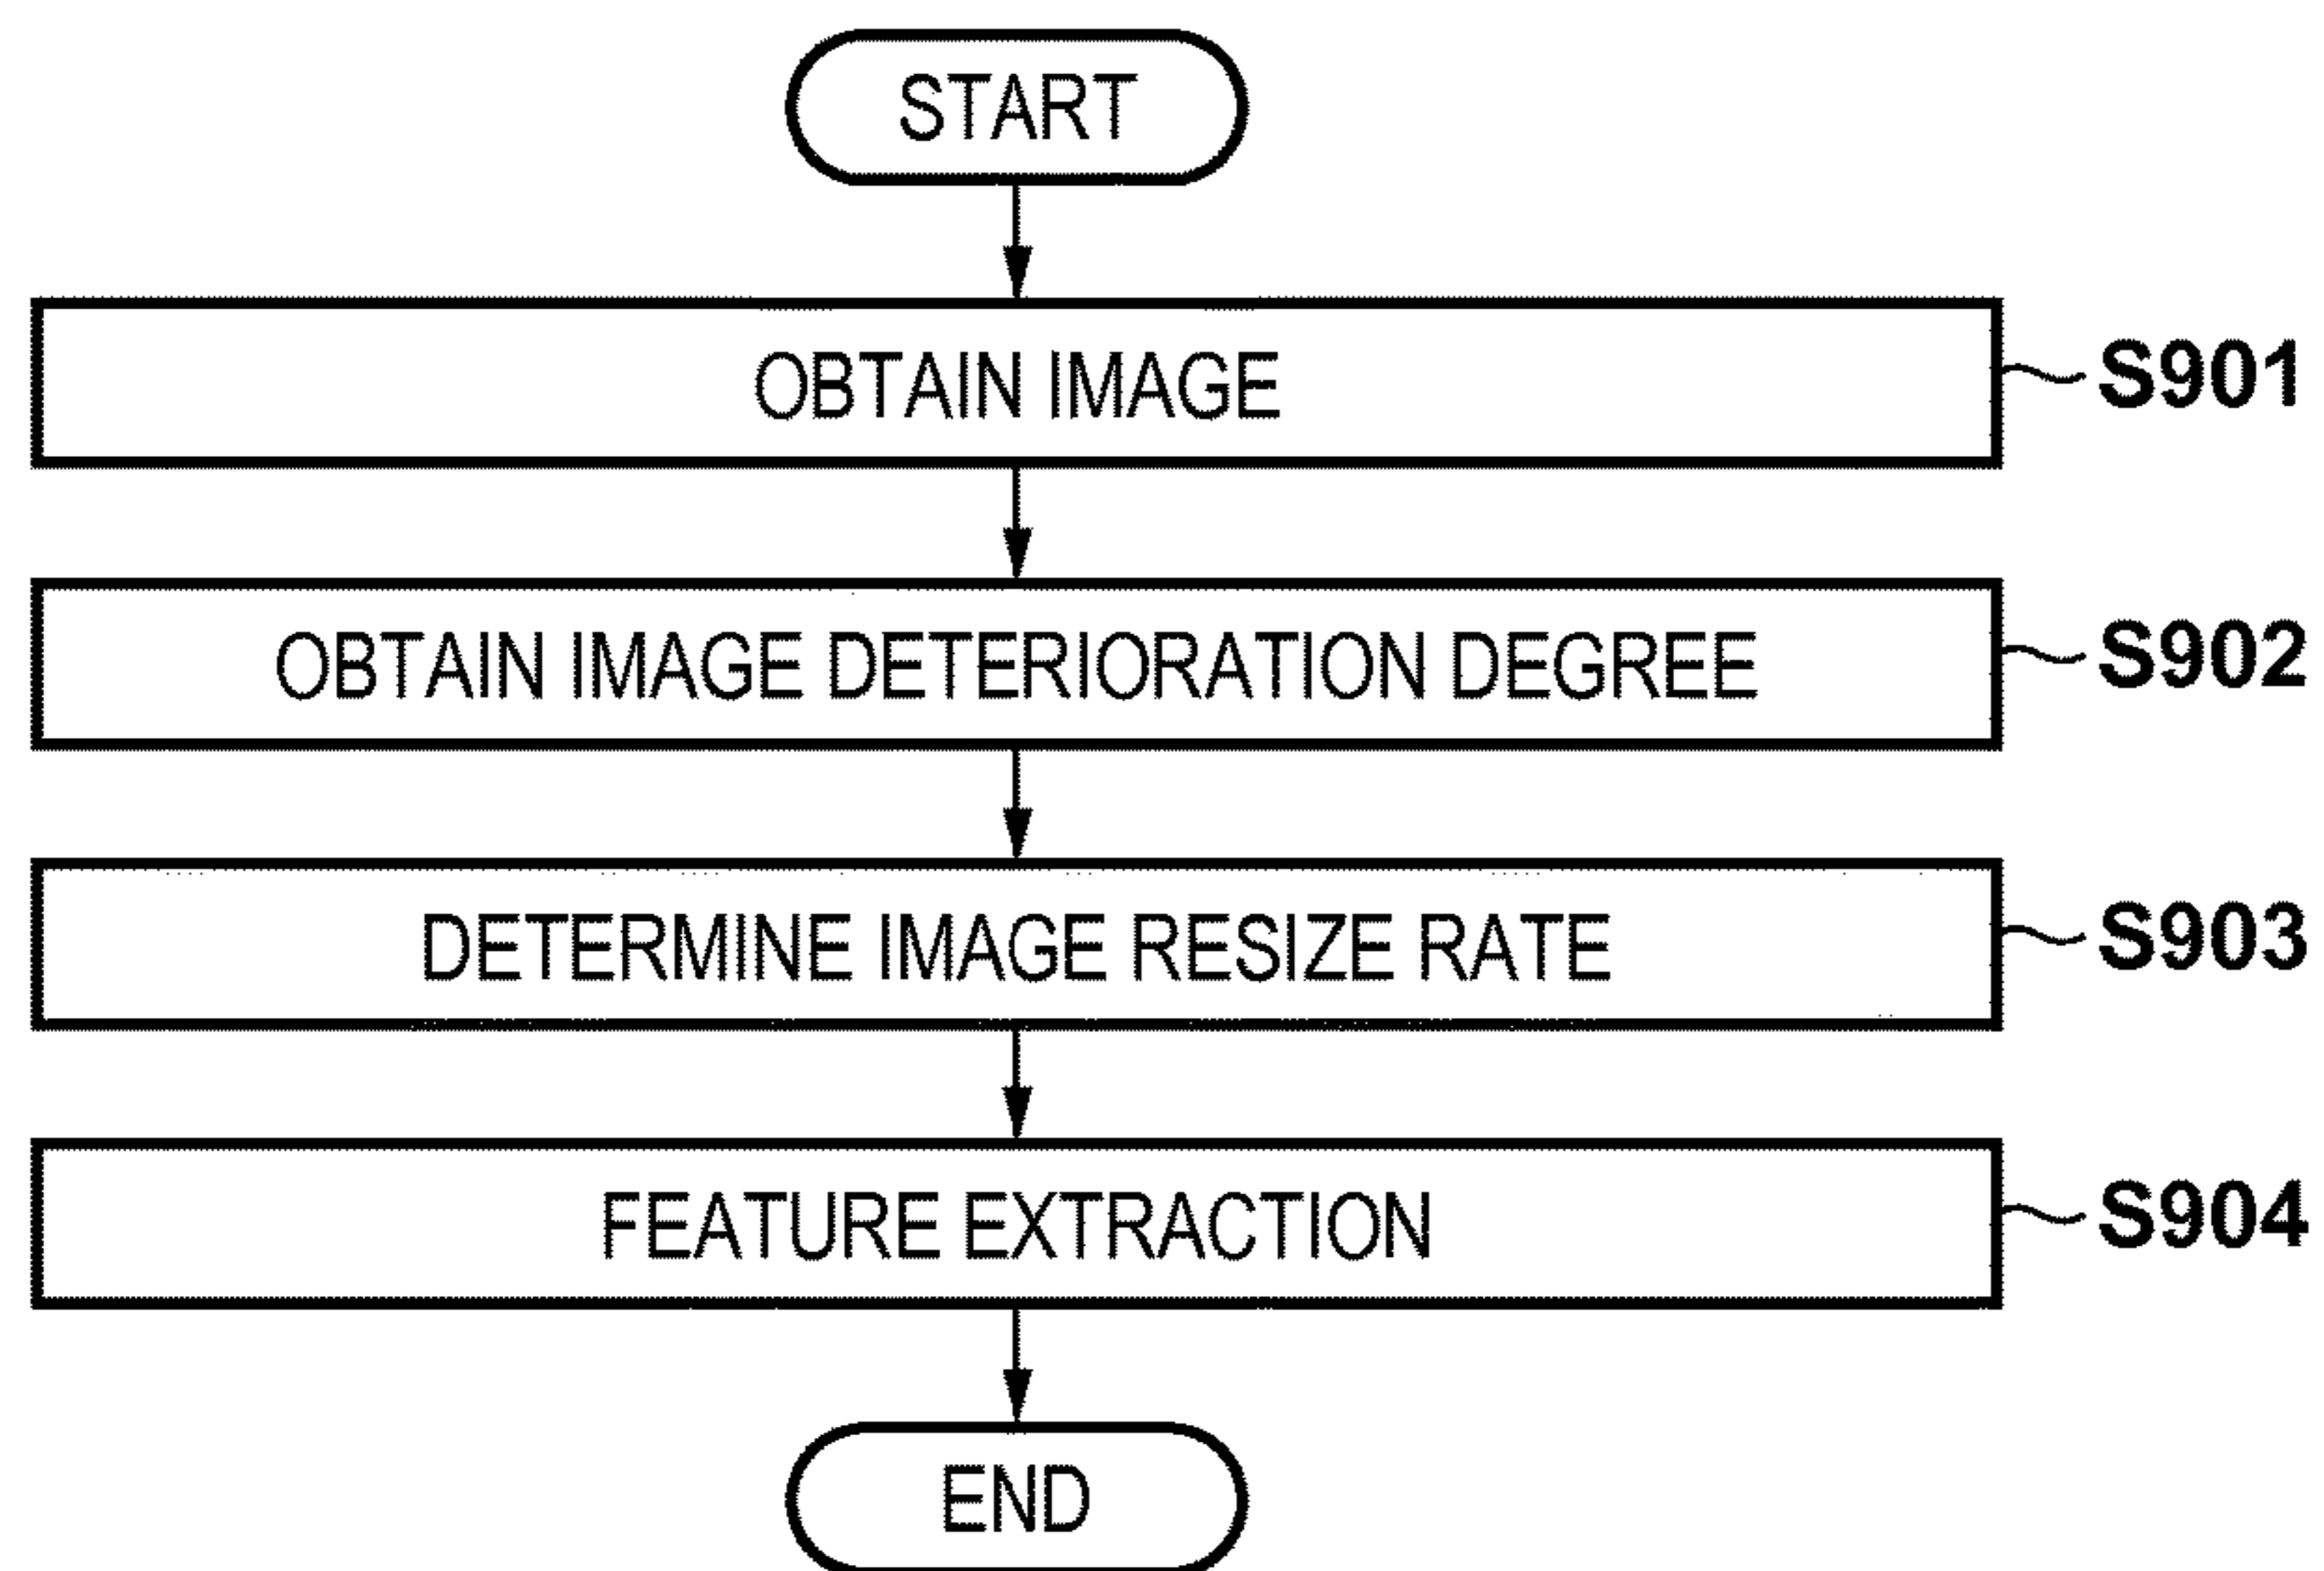 START
OBTAIN IMAGE
S901
OBTAIN IMAGE DETERIORATION DEGREE
S902
DETERMINE IMAGE RESIZE RATE
S903
FEATURE EXTRACTION
S904
END